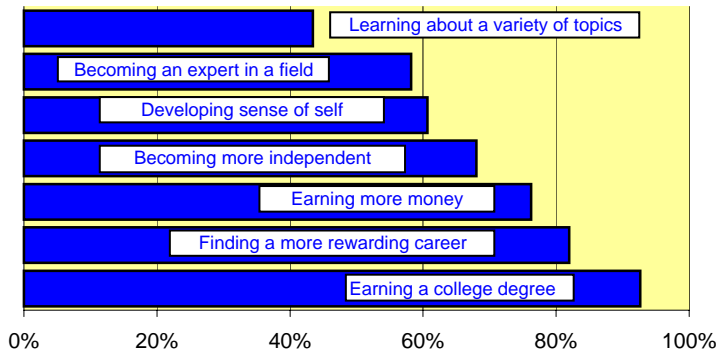 Learning about a variety of topics
Becoming an expert in a field
Developing sense of self
Becoming more independent
Earning more money
Finding a more rewarding career
Earning a college degree
0% 20% 40% 60% 80% 100%